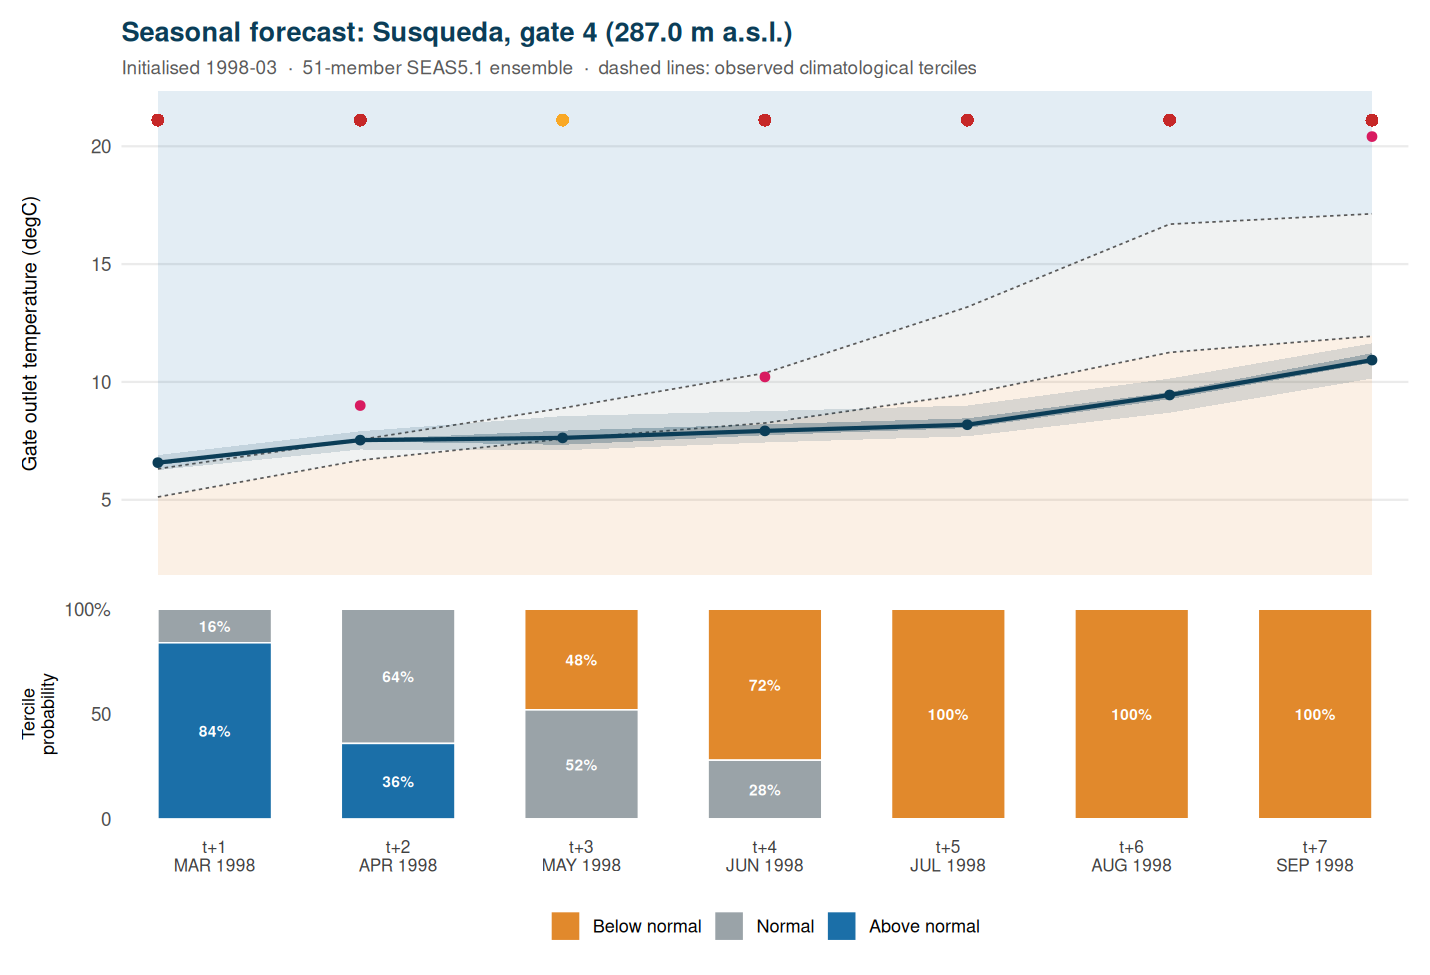 Seasonal forecast: Susqueda, gate 4 (287.0 m a.s.l.)
Initialised 1998-03 · 51-member SEAS5.1 ensemble · dashed lines: observed climatological terciles
Gate outlet temperature (degC)
20
15
10
5
Tercile
probability
100%
50
0
16%
84%
64%
36%
48%
52%
72%
28%
100%
100%
100%
t+1
MAR 1998
t+2
APR 1998
t+3
MAY 1998
t+4
JUN 1998
t+5
JUL 1998
t+6
AUG 1998
t+7
SEP 1998
Below normal
Normal
Above normal